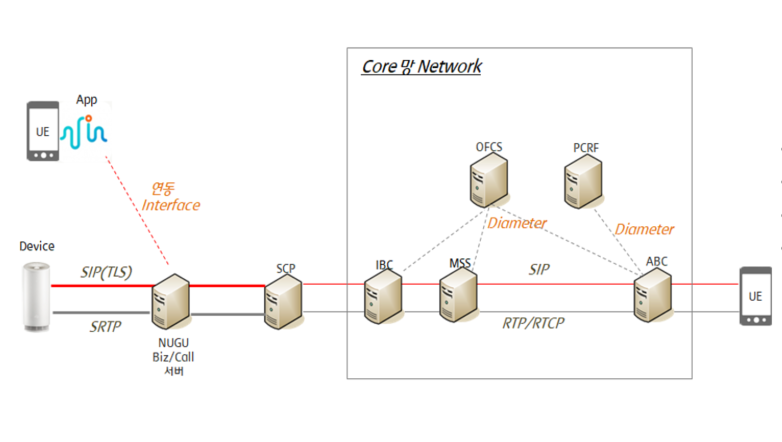 Core 망 Network
App
UE
연동
Interface
OFCS
PCRF
Diameter
Diameter
Device
SIP(TLS)
SCP
IBC
MSS
SIP
ABC
UE
SRTP
RTP/RTCP
NUGU
Biz/Call
서버